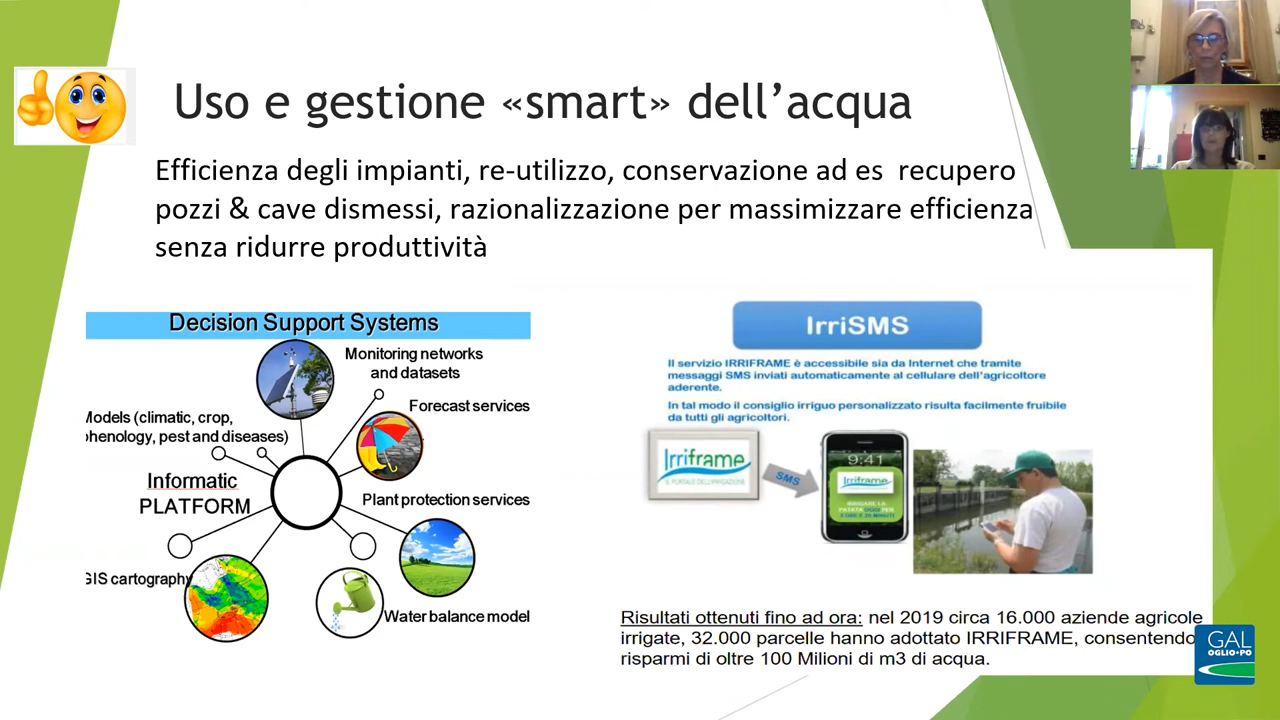 Uso e gestione «smart» dell’acqua
Efficienza degli impianti, re-utilizzo, conservazione ad es recupero
pozzi & cave dismessi, razionalizzazione per massimizzare efficienza
senza ridurre produttività
Decision Support Systems
Monitoring networks
and datasets
Forecast services
Models (climatic, crop,
phenology, pest and diseases)
Informatic
PLATFORM
Plant protection services
GIS cartography
Water balance model
IrriSMS
Il servizio IRRIFRAME è accessibile sia da Internet che tramite
messaggi SMS inviati automaticamente al cellulare dell’agricoltore
aderente.
In tal modo il consiglio irriguo personalizzato risulta facilmente fruibile
da tutti gli agricoltori.
Irriframe
IL PORTALE DELL'IRRIGAZIONE
SMS
9:41
Irriframe
IRRIGARE LA
PATATA OGGI PER
Risultati ottenuti fino ad ora: nel 2019 circa 16.000 aziende agricole
irrigate, 32.000 parcelle hanno adottato IRRIFRAME, consentendo
risparmi di oltre 100 Milioni di m3 di acqua.
GAL
OGLIO•PO